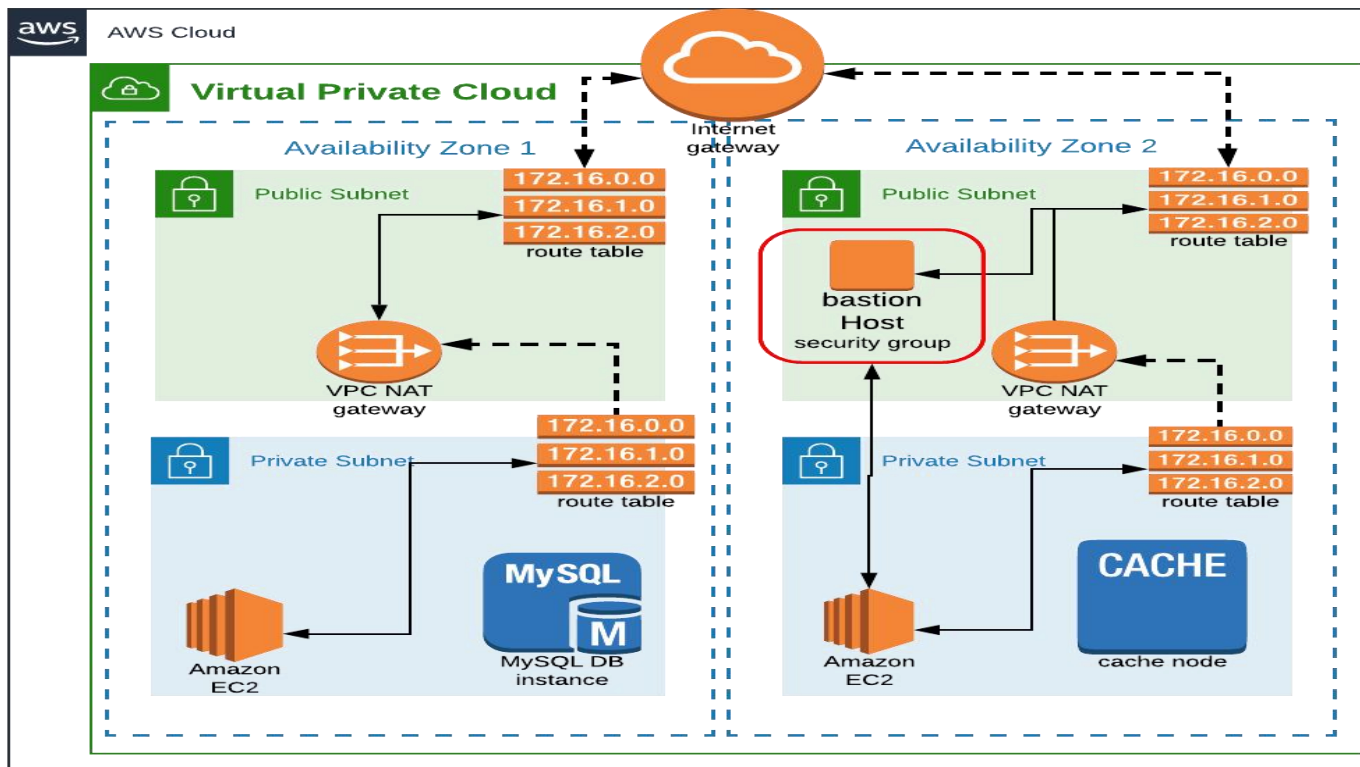 aws
AWS Cloud
Virtual Private Cloud
Internet
gateway
Availability Zone 1
Public Subnet
172.16.0.0
172.16.1.0
172.16.2.0
route table
VPC NAT
gateway
Private Subnet
172.16.0.0
172.16.1.0
172.16.2.0
route table
Amazon
EC2
MySQL
M
MySQL DB
instance
Availability Zone 2
Public Subnet
172.16.0.0
172.16.1.0
172.16.2.0
route table
bastion
Host
security group
VPC NAT
gateway
Private Subnet
172.16.0.0
172.16.1.0
172.16.2.0
route table
Amazon
EC2
CACHE
cache node